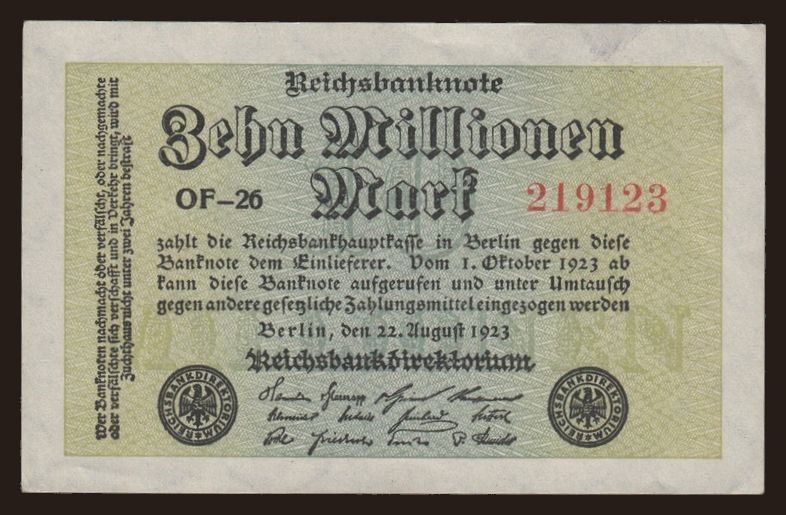 Reichsbanknote
Zehn Millionen
Mark
OF-26
219123
zahlt die Reichsbankhauptkasse in Berlin gegen diese
Banknote dem Einlieferer. Vom 1. Oktober 1923 ab
kann diese Banknote aufgerufen und unter Umtausch
gegen andere gesetzliche Zahlungsmittel eingezogen werden
Berlin, den 22. August 1923
Reichsbankdirektorium
REICHSBANKDIREKTORIUM
REICHSBANKDIREKTORIUM
Wer Banknoten nachmacht oder verfälscht, oder nachgemachte
oder verfälschte sich verschafft und in Verkehr bringt, wird mit
Zuchthaus nicht unter zwei Jahren bestraft